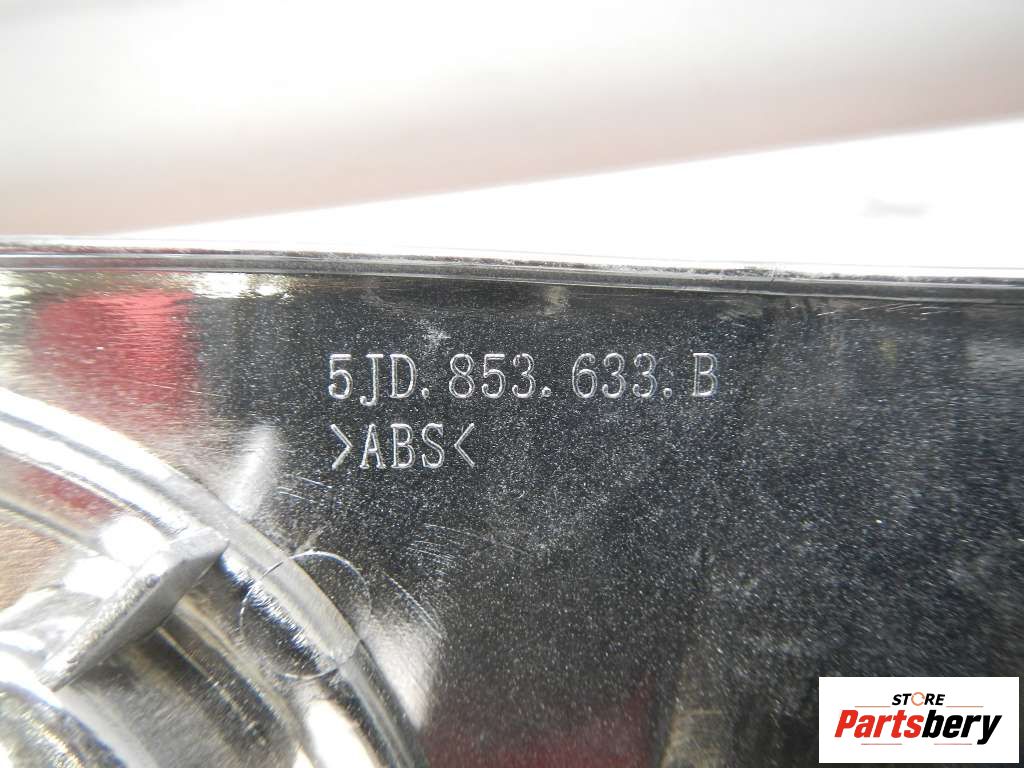 5JD.853.633.B
>ABS<
STORE
Partsbery